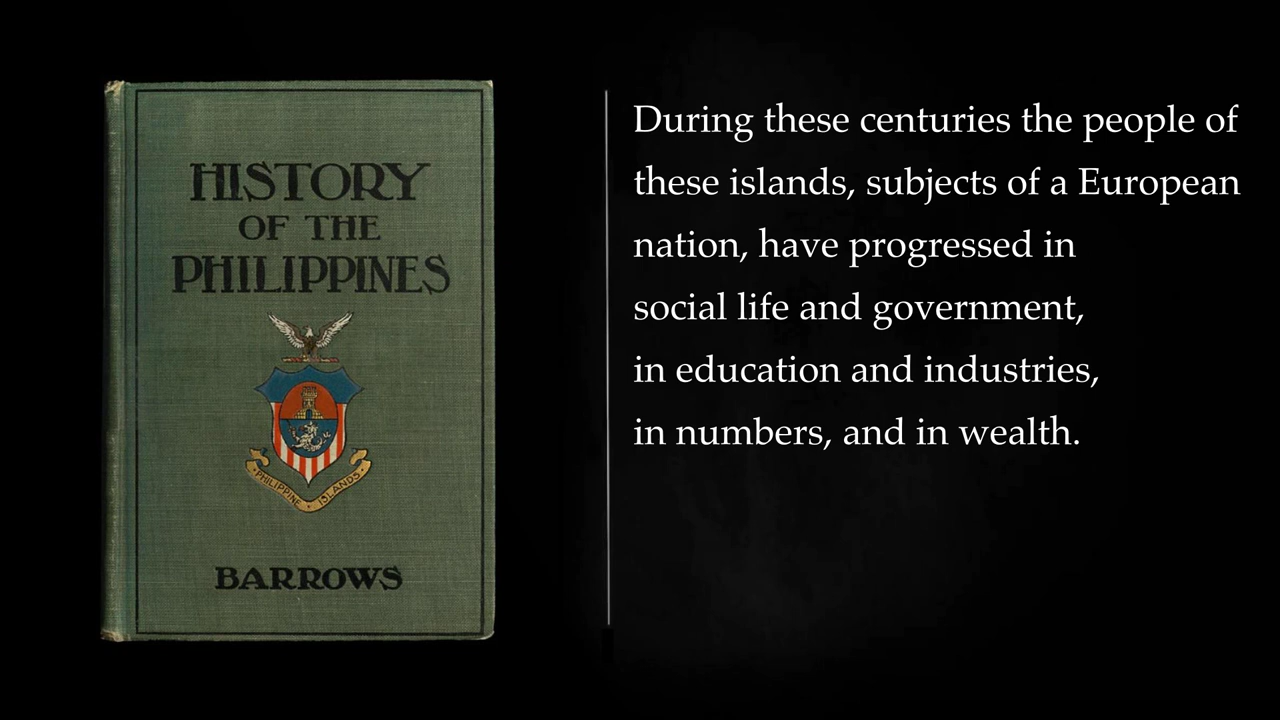 HISTORY
OF THE
PHILIPPINES
PHILIPPINE ISLANDS
BARROWS
During these centuries the people of
these islands, subjects of a European
nation, have progressed in
social life and government,
in education and industries,
in numbers, and in wealth.